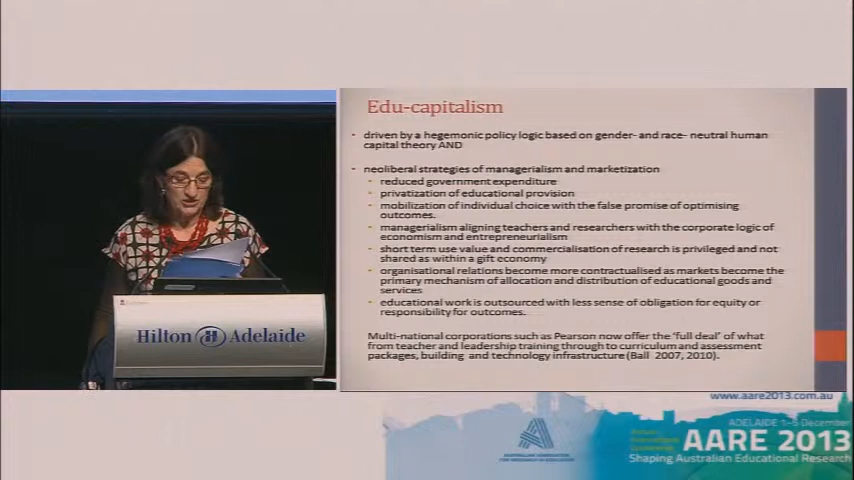 Edu-capitalism
driven by a hegemonic policy logic based on gender- and race- neutral human
capital theory AND
neoliberal strategies of managerialism and marketization
reduced government expenditure
privatization of educational provision
mobilization of individual choice with the false promise of optimising
outcomes.
managerialism aligning teachers and researchers with the corporate logic of
economism and entrepreneurialism
short term use value and commercialisation of research is privileged and not
shared as within a gift economy
organisational relations become more contractualised as markets become the
primary mechanism of allocation and distribution of educational goods and
services
educational work is outsourced with less sense of obligation for equity or
responsibility for outcomes.
Multi-national corporations such as Pearson now offer the 'full deal' of what
from teacher and leadership training through to curriculum and assessment
packages, building and technology infrastructure (Ball 2007, 2010).
Hilton Adelaide
www.aare2013.com.au
ADELAIDE 1-5 December
AARE 2013
Shaping Australian Educational Research